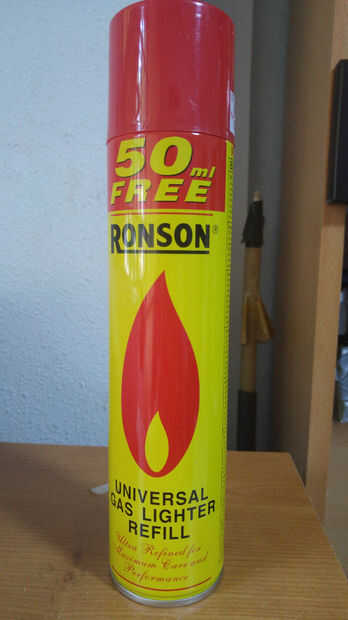 50ml
FREE
RONSON®
UNIVERSAL
GAS LIGHTER
REFILL
Ultra Refined for
Maximum Care and
Performance